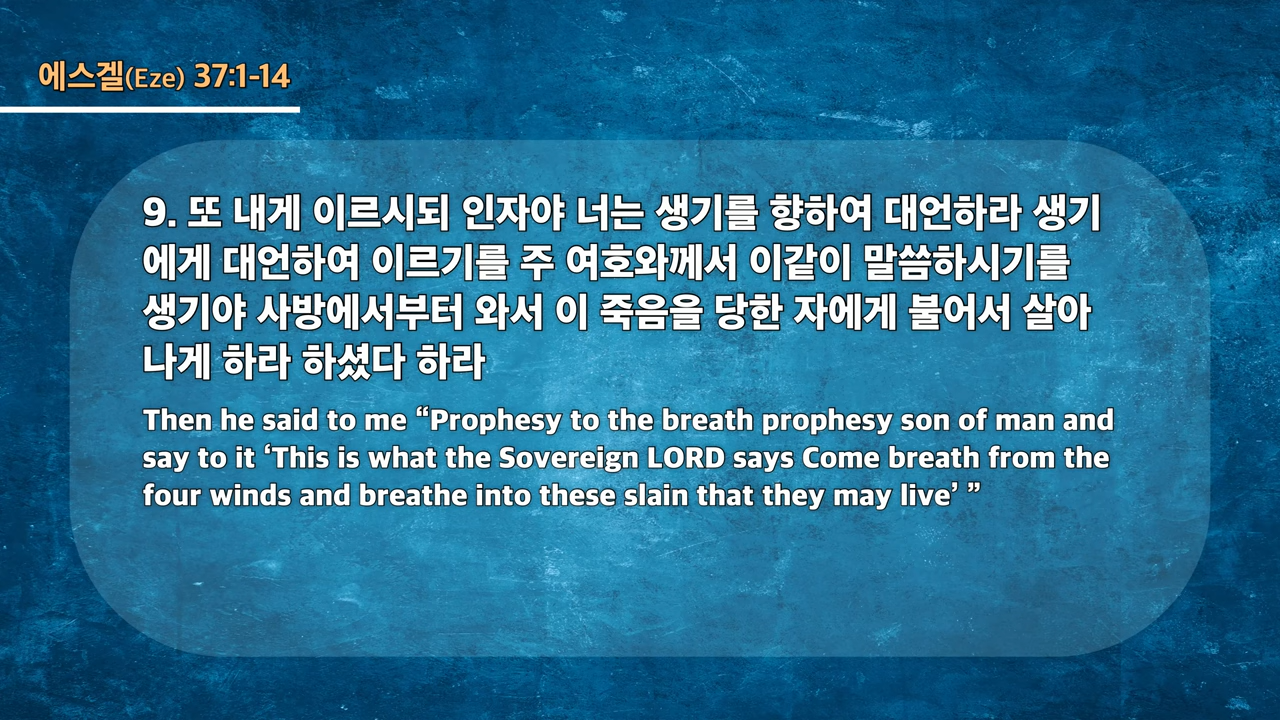 에스겔(Eze) 37:1-14
9. 또 내게 이르시되 인자야 너는 생기를 향하여 대언하라 생기
에게 대언하여 이르기를 주 여호와께서 이같이 말씀하시기를
생기야 사방에서부터 와서 이 죽음을 당한 자에게 불어서 살아
나게 하라 하셨다 하라
Then he said to me “Prophesy to the breath prophesy son of man and
say to it ‘This is what the Sovereign LORD says Come breath from the
four winds and breathe into these slain that they may live’ ”